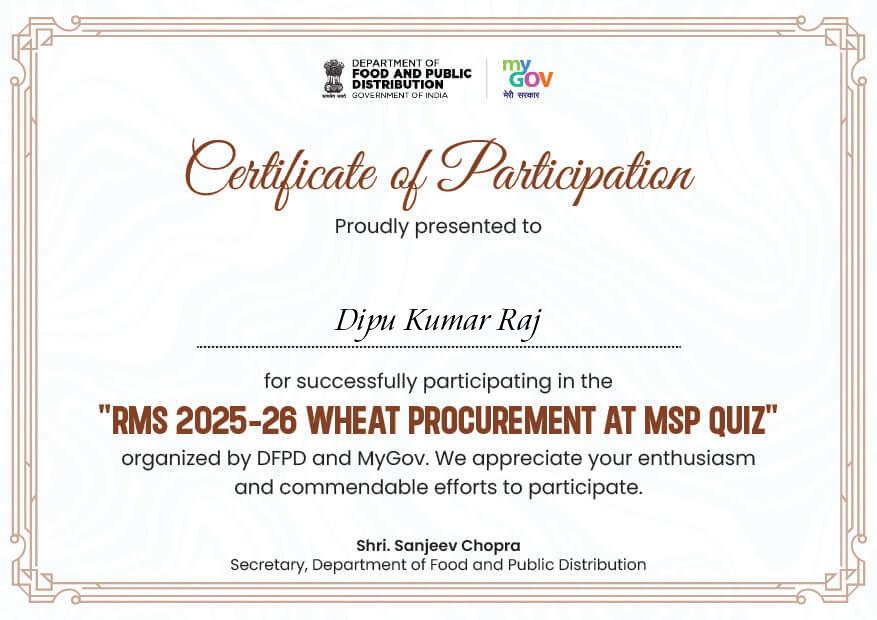 DEPARTMENT OF
FOOD AND PUBLIC
DISTRIBUTION
GOVERNMENT OF INDIA
सत्यमेव जयते
my
GOV
मेरी सरकार
Certificate of Participation
Proudly presented to
Dipu Kumar Raj
for successfully participating in the
"RMS 2025-26 WHEAT PROCUREMENT AT MSP QUIZ"
organized by DFPD and MyGov. We appreciate your enthusiasm
and commendable efforts to participate.
Shri. Sanjeev Chopra
Secretary, Department of Food and Public Distribution